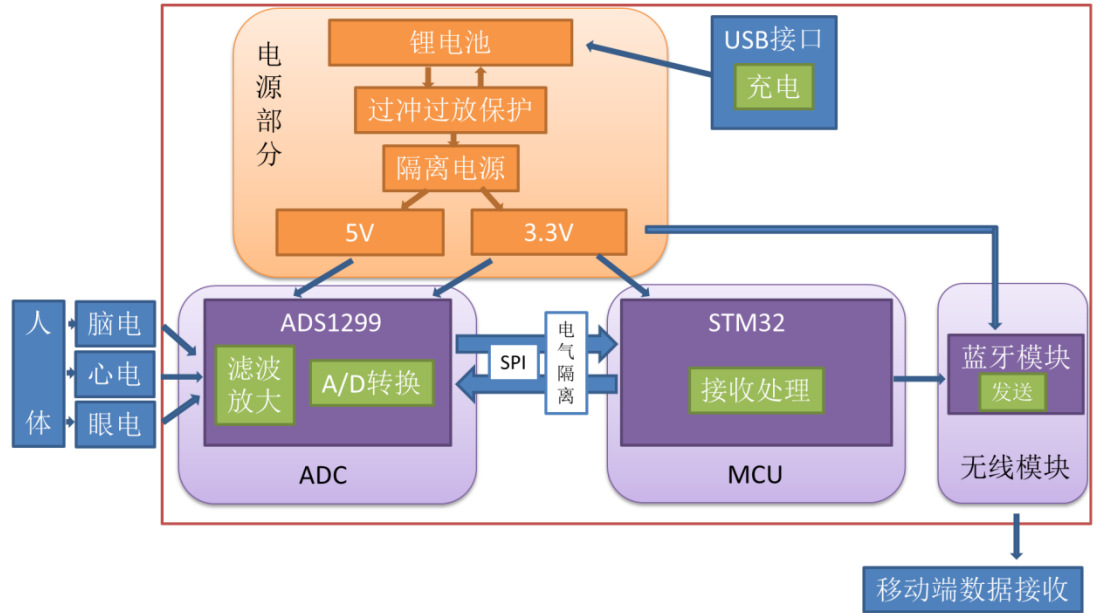 电源部分
锂电池
过冲过放保护
隔离电源
5V
3.3V
USB接口
充电
人体
脑电
心电
眼电
ADS1299
滤波
放大
A/D转换
ADC
SPI
电气隔离
STM32
接收处理
MCU
蓝牙模块
发送
无线模块
移动端数据接收